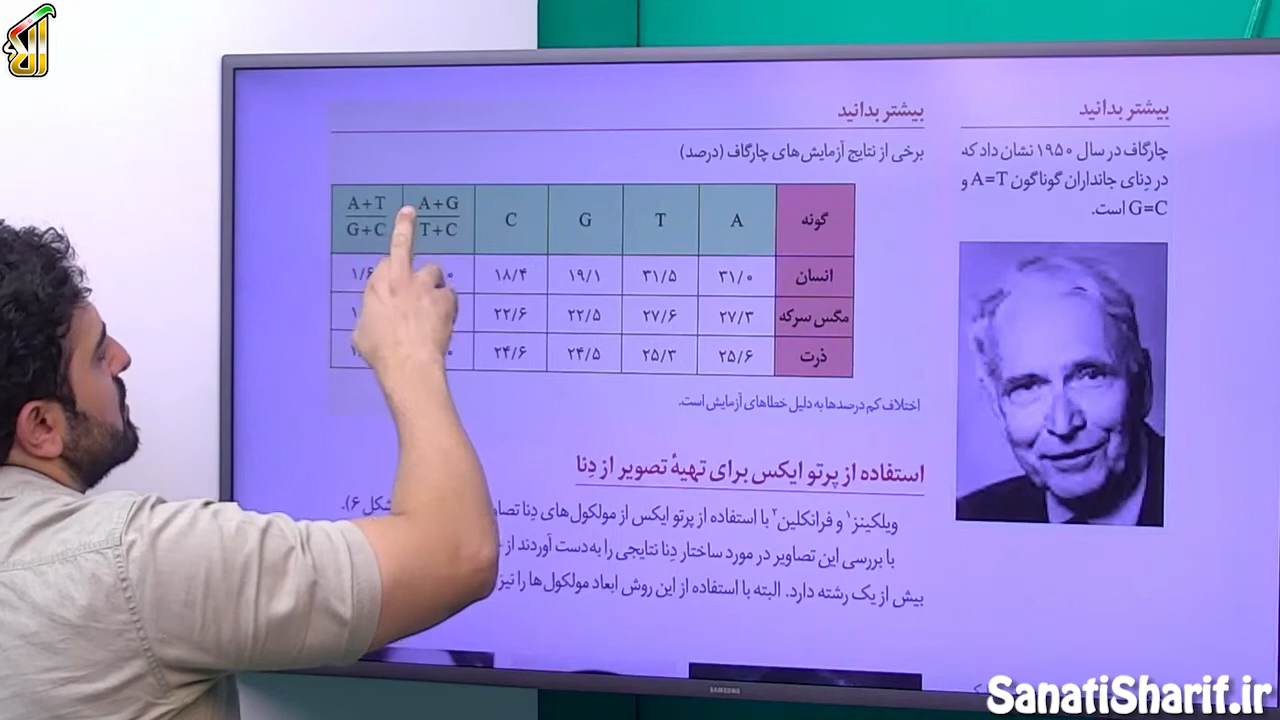 بیشتر بدانید
چارگاف در سال ۱۹۵۰ نشان داد که
در دِنای جانداران گوناگون A=T و
G=C است.
بیشتر بدانید
برخی از نتایج آزمایش‌های چارگاف (درصد)
گونه A T G C A+G/T+C A+T/G+C
انسان ۳۱/۰ ۳۱/۵ ۱۹/۱ ۱۸/۴
مگس سرکه ۲۷/۳ ۲۷/۶ ۲۲/۵ ۲۲/۶
ذرت ۲۵/۶ ۲۵/۳ ۲۴/۵ ۲۴/۶
اختلاف کم درصدها به دلیل خطاهای آزمایش است.
استفاده از پرتو ایکس برای تهیهٔ تصویر از دِنا
ویلکینز۱ و فرانکلین۲ با استفاده از پرتو ایکس از مولکول‌های دِنا شکل ۶).
با بررسی این تصاویر در مورد ساختار دِنا نتایجی را به‌دست آوردند از
بیش از یک رشته دارد. البته با استفاده از این روش ابعاد مولکول‌ها را نیز
SAMSUNG
SanatiSharif.ir